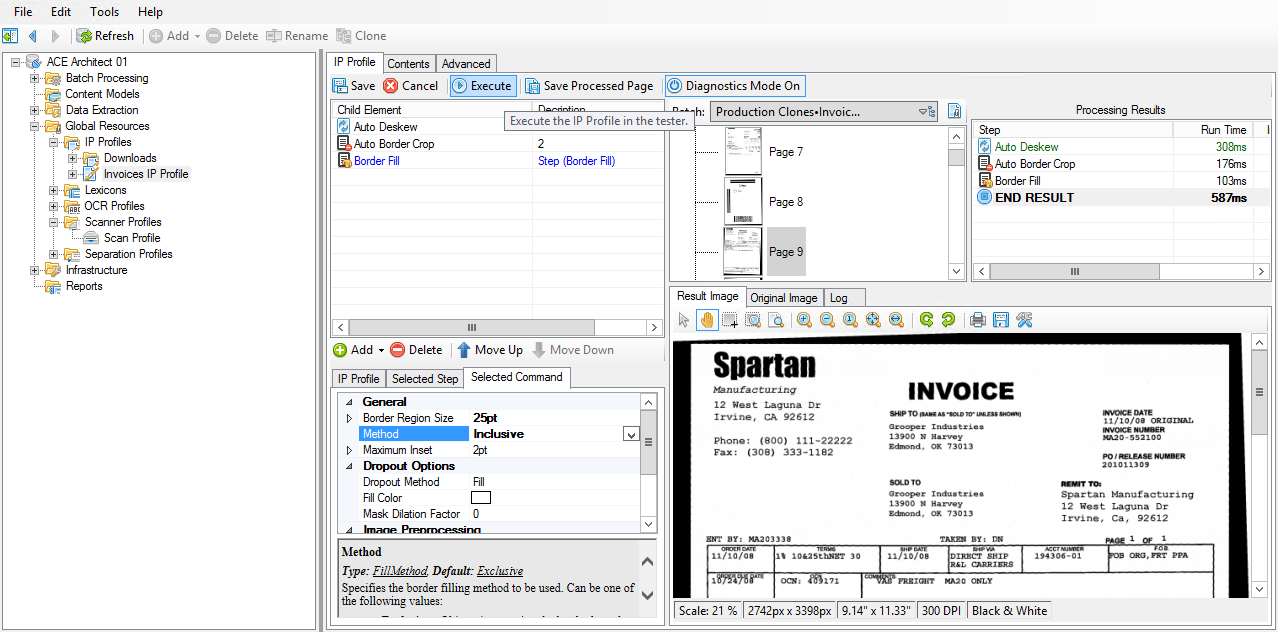 File Edit Tools Help
Refresh Add Delete Rename Clone
ACE Architect 01
Batch Processing
Content Models
Data Extraction
Global Resources
IP Profiles
Downloads
Invoices IP Profile
Lexicons
OCR Profiles
Scanner Profiles
Scan Profile
Separation Profiles
Infrastructure
Reports
IP Profile Contents Advanced
Save Cancel Execute Save Processed Page Diagnostics Mode On
Child Element
Execute the IP Profile in the tester.
Auto Deskew
Auto Border Crop 2
Border Fill Step (Border Fill)
Add Delete Move Up Move Down
IP Profile Selected Step Selected Command
General
Border Region Size 25pt
Method Inclusive
Maximum Inset 2pt
Dropout Options
Dropout Method Fill
Fill Color
Mask Dilation Factor 0
Image Preprocessing
Method
Type: FillMethod, Default: Exclusive
Specifies the border filling method to be used. Can be one
of the following values:
Production Clones•Invoic...
Page 7
Page 8
Page 9
Processing Results
Step Run Time
Auto Deskew 308ms
Auto Border Crop 176ms
Border Fill 103ms
END RESULT 587ms
Result Image Original Image Log
Spartan
Manufacturing
12 West Laguna Dr
Irvine, CA 92612
Phone: (800) 111-22222
Fax: (308) 333-1182
INVOICE
SHIP TO (SAME AS "SOLD TO" UNLESS SHOWN)
Grooper Industries
13900 N Harvey
Edmond, OK 73013
INVOICE DATE
11/10/08 ORIGINAL
INVOICE NUMBER
MA20-552100
PO / RELEASE NUMBER
201011309
SOLD TO
Grooper Industries
13900 N Harvey
Edmond, OK 73013
REMIT TO:
Spartan Manufacturing
12 West Laguna Dr
Irvine, Ca, 92612
ENT BY: MA203338 TAKEN BY: DN PAGE 1 OF 1
ORDER DATE TERMS SHIP DATE SHIP VIA ACCT NUMBER F.O.B.
11/10/08 1% 10&25thNET 30 11/10/08 DIRECT SHIP 194306-01 FOB ORG,FRT PPA
R&L CARRIERS
ORDER DUE DATE OCN COMMENTS
10/24/08 OCN: 409171 VAS FREIGHT MA20 ONLY
Scale: 21 % 2742px x 3398px 9.14" x 11.33" 300 DPI Black & White